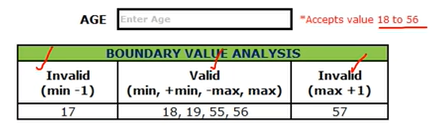 AGE Enter Age *Accepts value 18 to 56
BOUNDARY VALUE ANALYSIS
Invalid Valid Invalid
(min -1) (min, +min, -max, max) (max +1)
17 18, 19, 55, 56 57